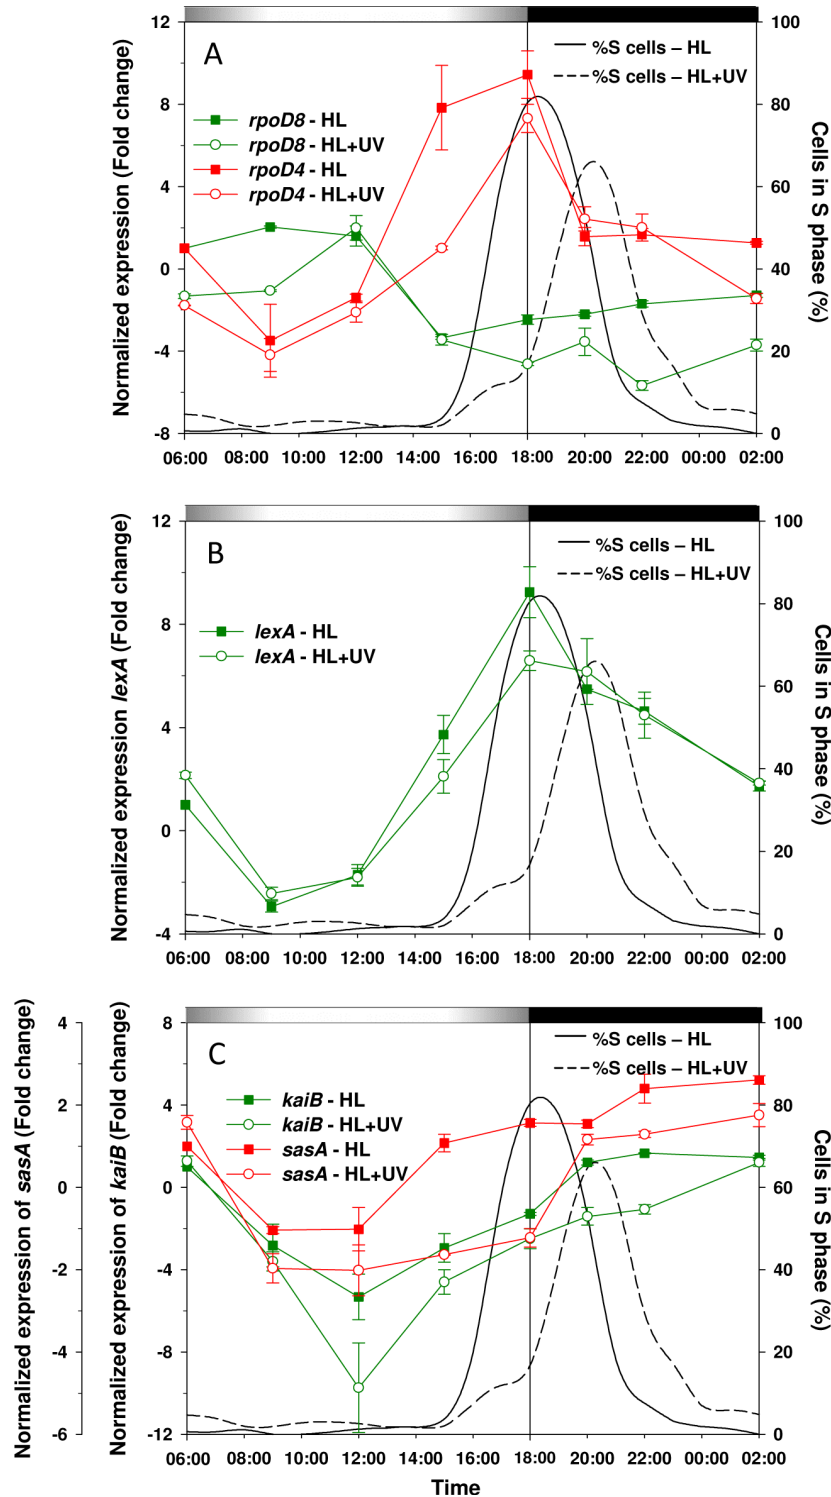 A
%S cells – HL
%S cells – HL+UV
rpoD8 - HL
rpoD8 - HL+UV
rpoD4 - HL
rpoD4 - HL+UV
Normalized expression (Fold change)
12
8
4
0
-4
-8
Cells in S phase (%)
100
80
60
40
20
0
06:00 08:00 10:00 12:00 14:00 16:00 18:00 20:00 22:00 00:00 02:00
B
%S cells – HL
%S cells – HL+UV
lexA - HL
lexA - HL+UV
Normalized expression lexA (Fold change)
12
8
4
0
-4
Cells in S phase (%)
100
80
60
40
20
0
06:00 08:00 10:00 12:00 14:00 16:00 18:00 20:00 22:00 00:00 02:00
C
%S cells – HL
%S cells – HL+UV
kaiB - HL
kaiB - HL+UV
sasA - HL
sasA - HL+UV
Normalized expression of sasA (Fold change)
4
2
0
-2
-4
-6
Normalized expression of kaiB (Fold change)
8
4
0
-4
-8
-12
Cells in S phase (%)
100
80
60
40
20
0
06:00 08:00 10:00 12:00 14:00 16:00 18:00 20:00 22:00 00:00 02:00
Time